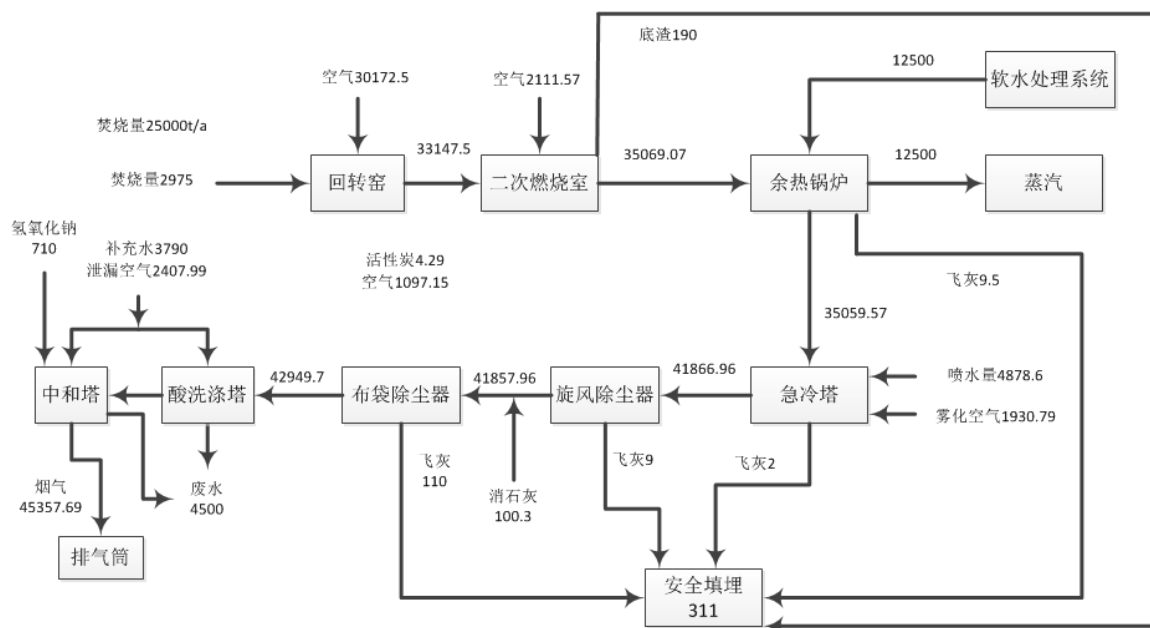 底渣190
空气30172.5
空气2111.57
12500
软水处理系统
焚烧量25000t/a
33147.5
35069.07
12500
焚烧量2975
回转窑
二次燃烧室
余热锅炉
蒸汽
氢氧化钠
710
补充水3790
泄漏空气2407.99
活性炭4.29
空气1097.15
飞灰9.5
35059.57
42949.7
41857.96
41866.96
喷水量4878.6
中和塔
酸洗涤塔
布袋除尘器
旋风除尘器
急冷塔
雾化空气1930.79
飞灰
110
飞灰9
飞灰2
烟气
45357.69
废水
4500
消石灰
100.3
排气筒
安全填埋
311